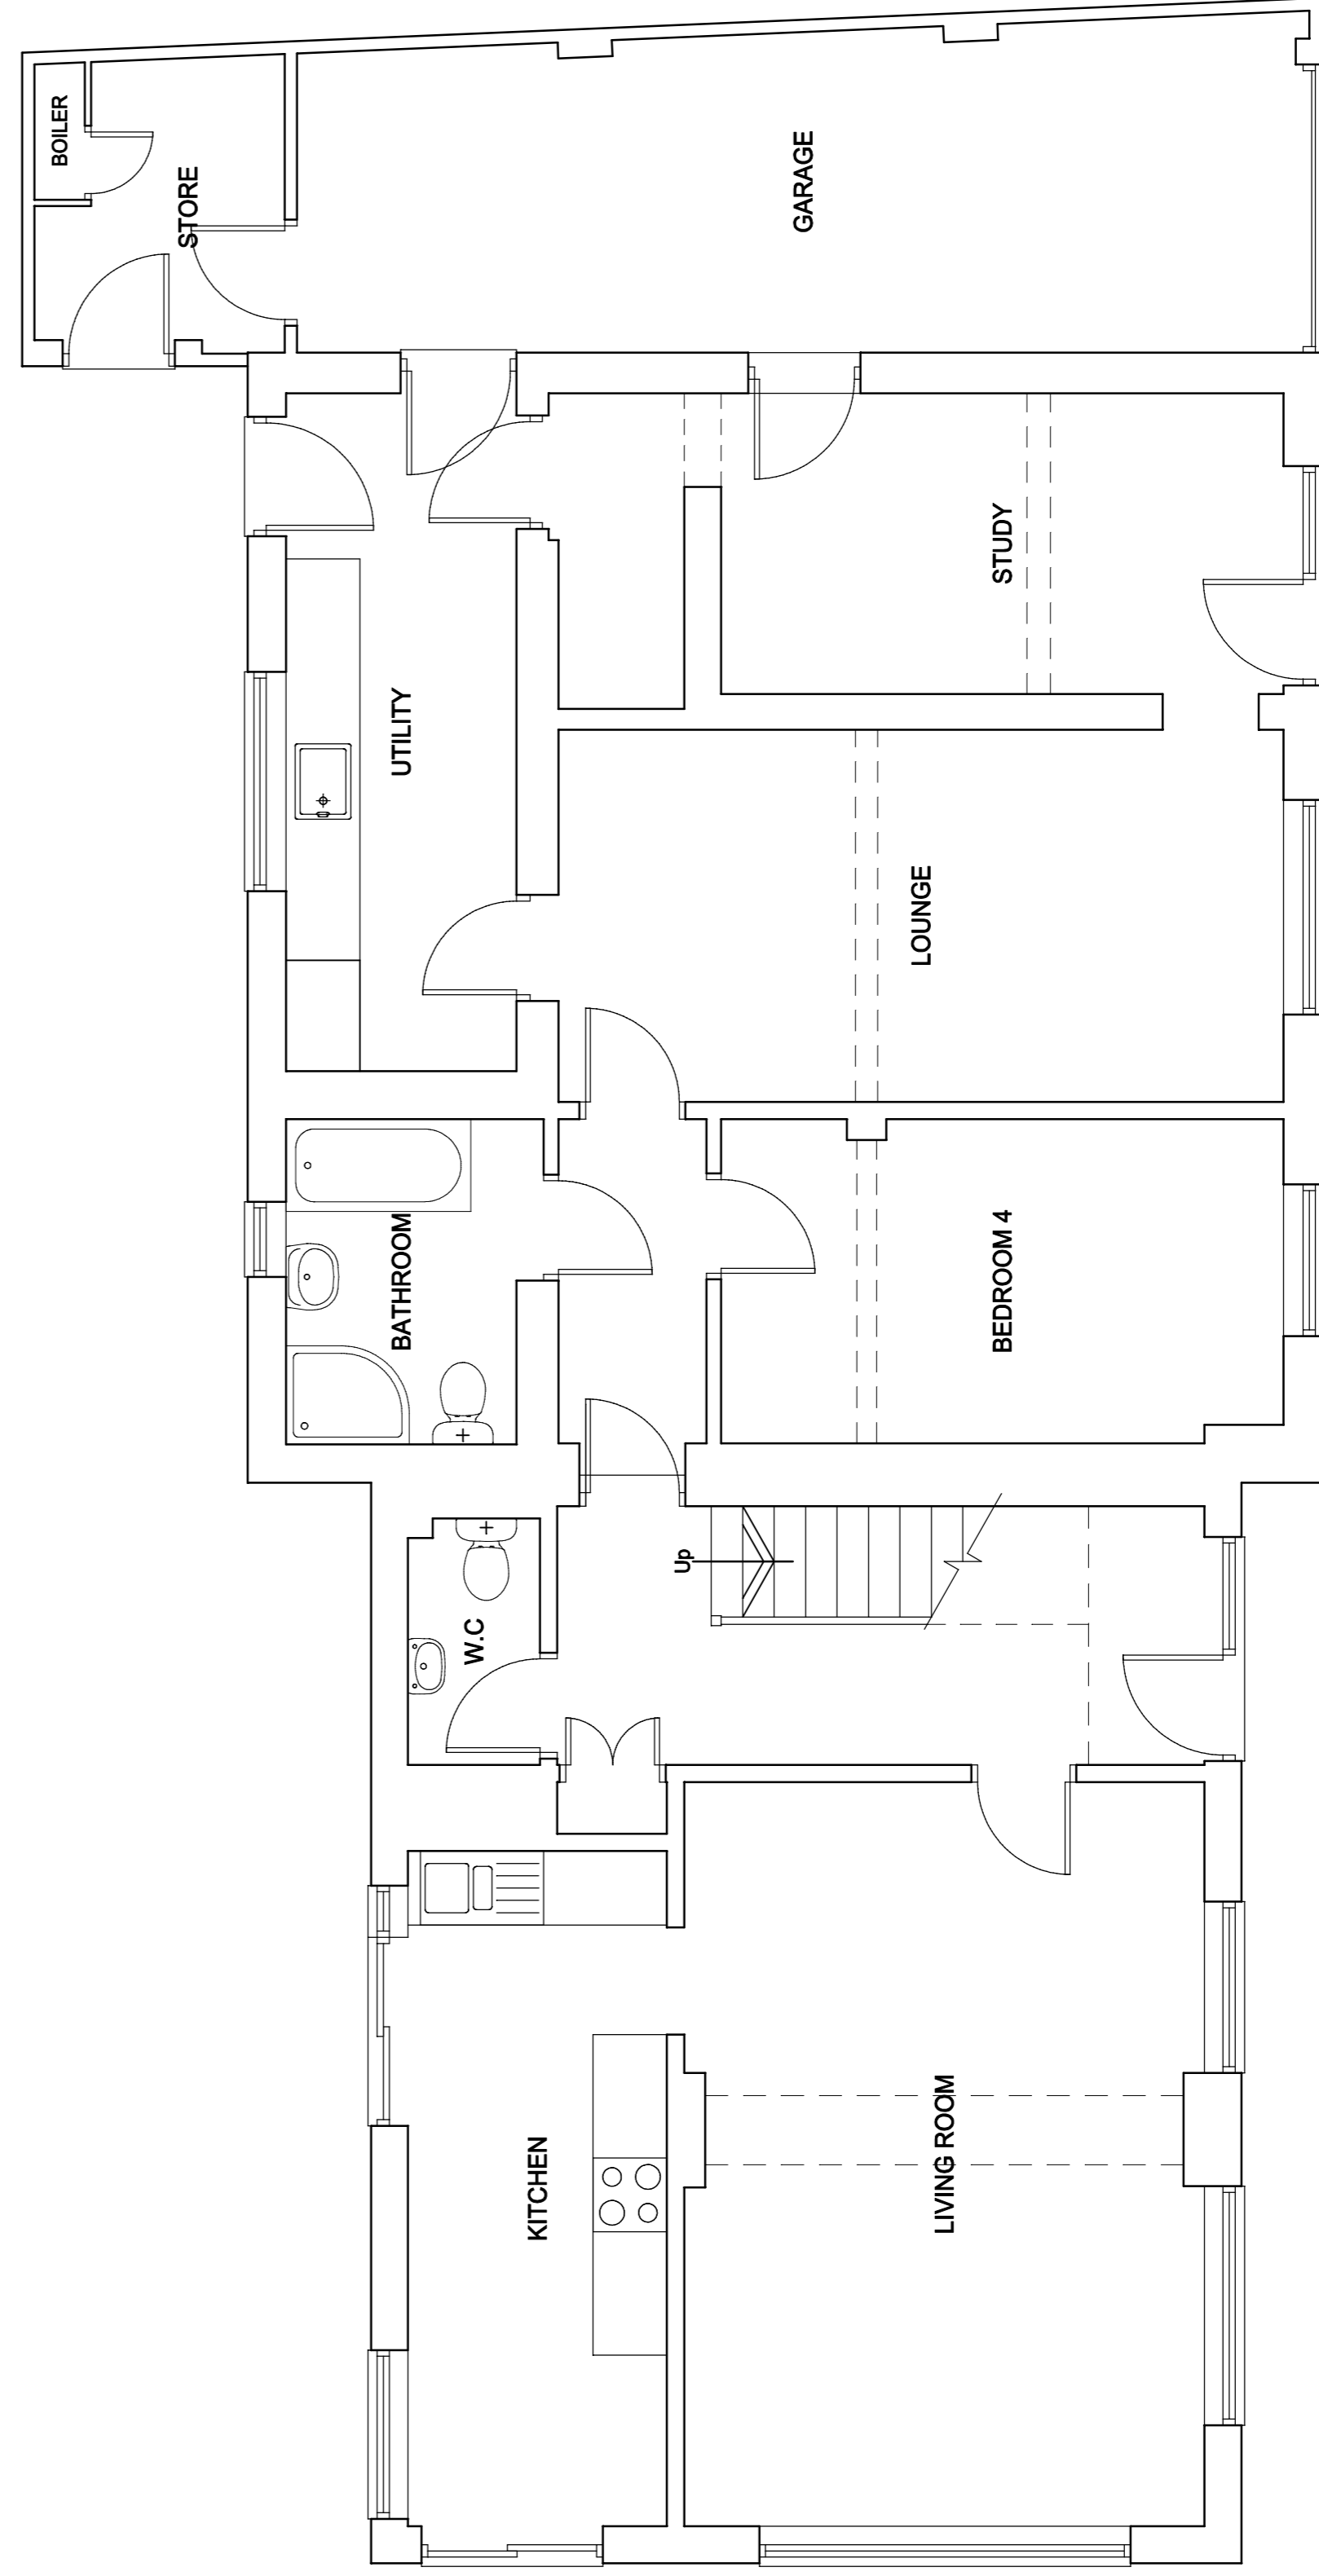 BOILER
STORE
GARAGE
UTILITY
STUDY
LOUNGE
BATHROOM
BEDROOM 4
W.C
Up
KITCHEN
LIVING ROOM